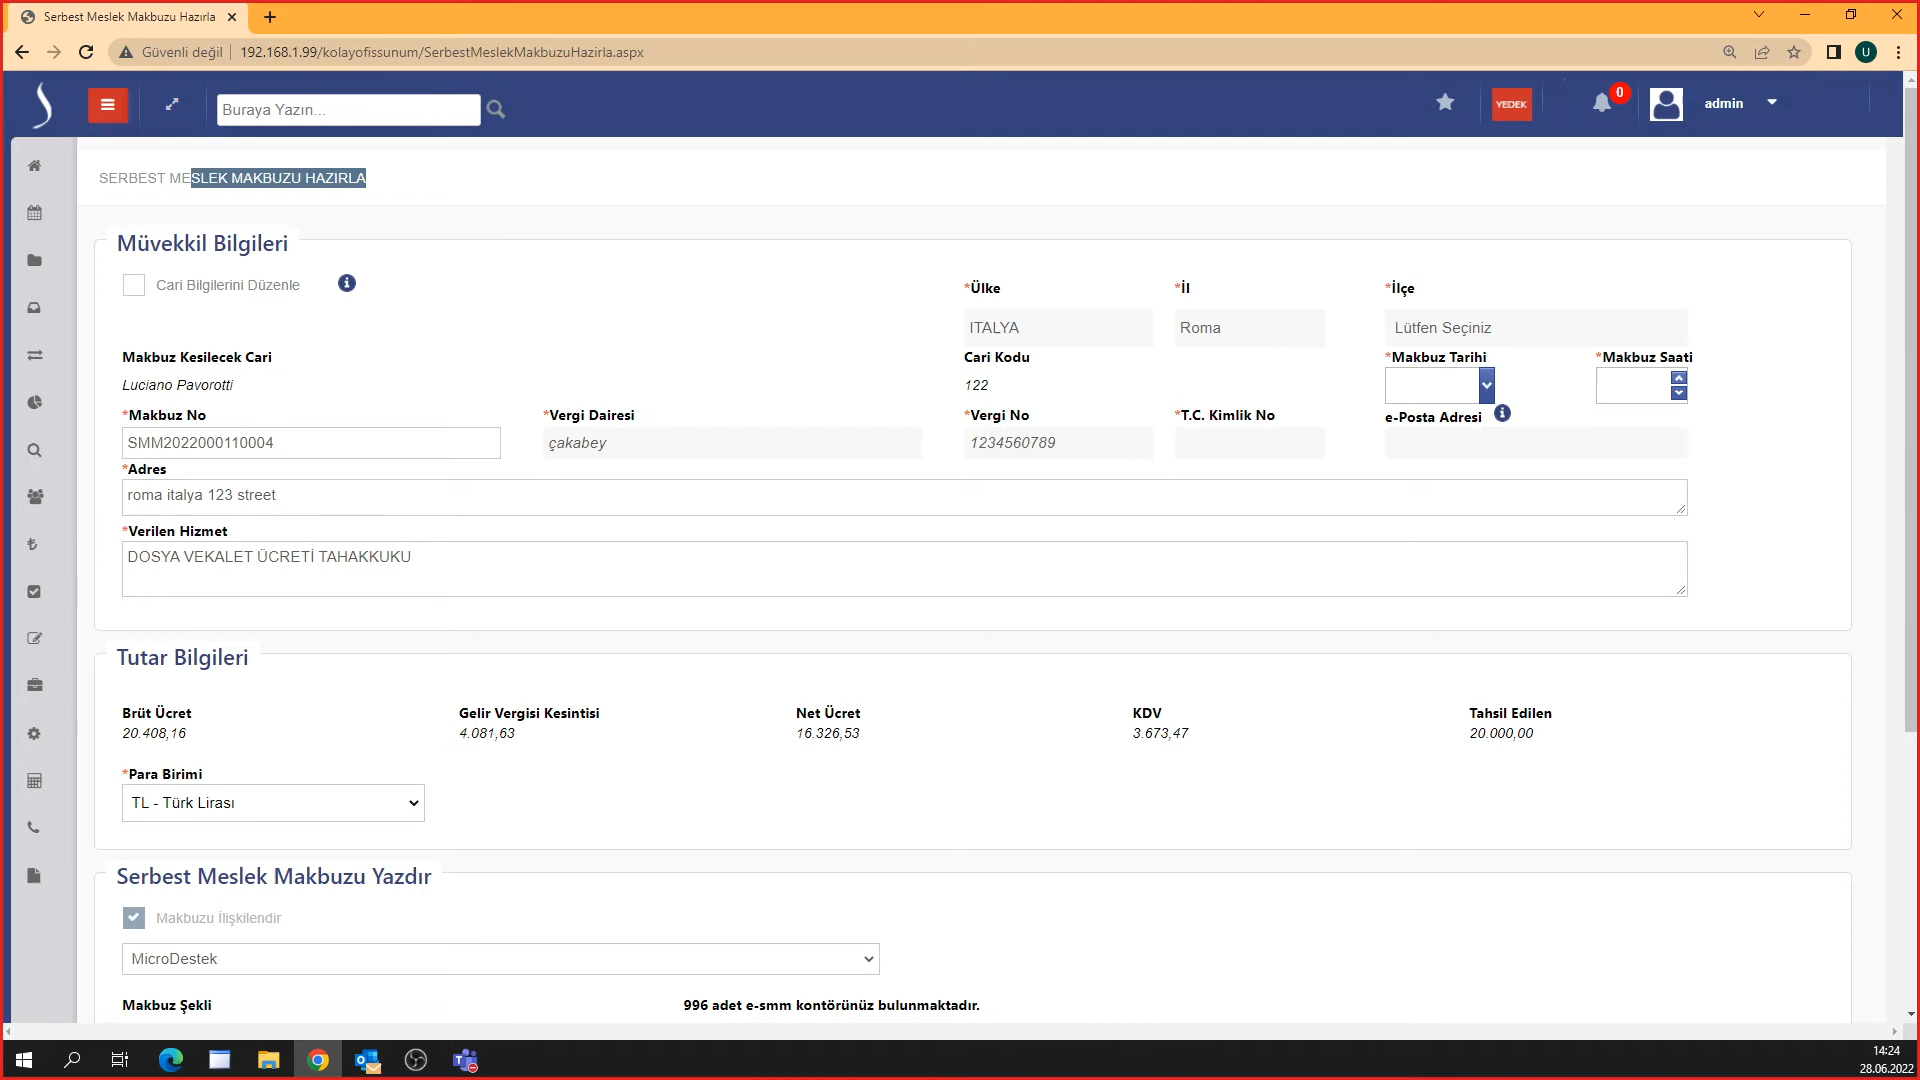 Serbest Meslek Makbuzu Hazırla
Güvenli değil
192.168.1.99/kolayofissunum/SerbestMeslekMakbuzuHazirla.aspx
U
Buraya Yazın...
YEDEK
0
admin
SERBEST MESLEK MAKBUZU HAZIRLA
Müvekkil Bilgileri
Cari Bilgilerini Düzenle
*Ülke *İl *İlçe
ITALYA Roma Lütfen Seçiniz
Makbuz Kesilecek Cari Cari Kodu *Makbuz Tarihi *Makbuz Saati
Luciano Pavorotti 122
*Makbuz No *Vergi Dairesi *Vergi No *T.C. Kimlik No e-Posta Adresi
SMM2022000110004 çakabey 1234560789
*Adres
roma italya 123 street
*Verilen Hizmet
DOSYA VEKALET ÜCRETİ TAHAKKUKU
Tutar Bilgileri
Brüt Ücret Gelir Vergisi Kesintisi Net Ücret KDV Tahsil Edilen
20.408,16 4.081,63 16.326,53 3.673,47 20.000,00
*Para Birimi
TL - Türk Lirası
Serbest Meslek Makbuzu Yazdır
Makbuzu İlişkilendir
MicroDestek
Makbuz Şekli 996 adet e-smm kontörünüz bulunmaktadır.
14:24
28.06.2022